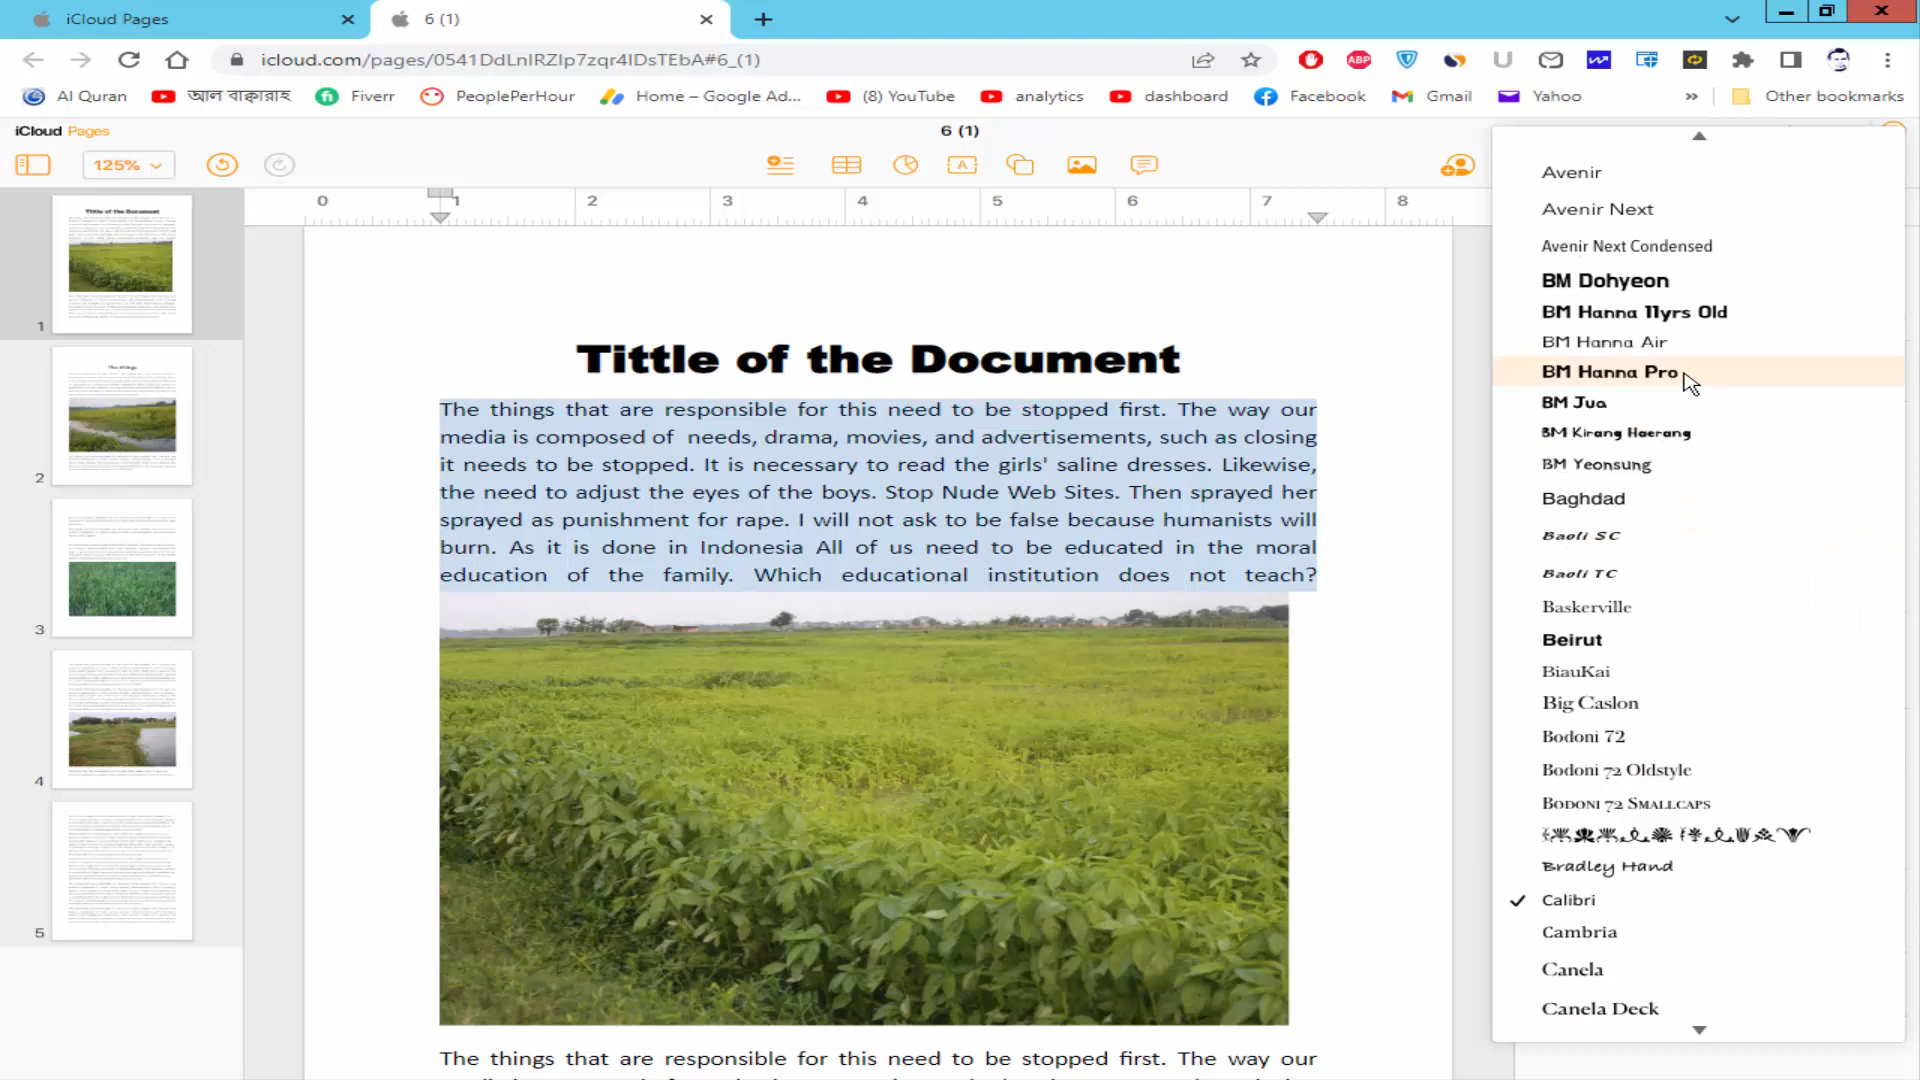 iCloud Pages
6 (1)
icloud.com/pages/0541DdLnIRZIp7zqr4IDsTEbA#6_(1)
ABP
Al Quran
আল বাক্বারাহ
Fiverr
PeoplePerHour
Home – Google Ad...
(8) YouTube
analytics
dashboard
Facebook
Gmail
Yahoo
»
Other bookmarks
iCloud Pages
6 (1)
125%
0 1 2 3 4 5 6 7 8
Tittle of the Document
The things that are responsible for this need to be stopped first. The way our
media is composed of needs, drama, movies, and advertisements, such as closing
it needs to be stopped. It is necessary to read the girls' saline dresses. Likewise,
the need to adjust the eyes of the boys. Stop Nude Web Sites. Then sprayed her
sprayed as punishment for rape. I will not ask to be false because humanists will
burn. As it is done in Indonesia All of us need to be educated in the moral
education of the family. Which educational institution does not teach?
The things that are responsible for this need to be stopped first. The way our
Tittle of the Document
1
The things
2
3
4
5
Avenir
Avenir Next
Avenir Next Condensed
BM Dohyeon
BM Hanna 11yrs Old
BM Hanna Air
BM Hanna Pro
BM Jua
BM Kirang Haerang
BM Yeonsung
Baghdad
Baoli SC
Baoli TC
Baskerville
Beirut
BiauKai
Big Caslon
Bodoni 72
Bodoni 72 Oldstyle
Bodoni 72 Smallcaps
Bradley Hand
Calibri
Cambria
Canela
Canela Deck